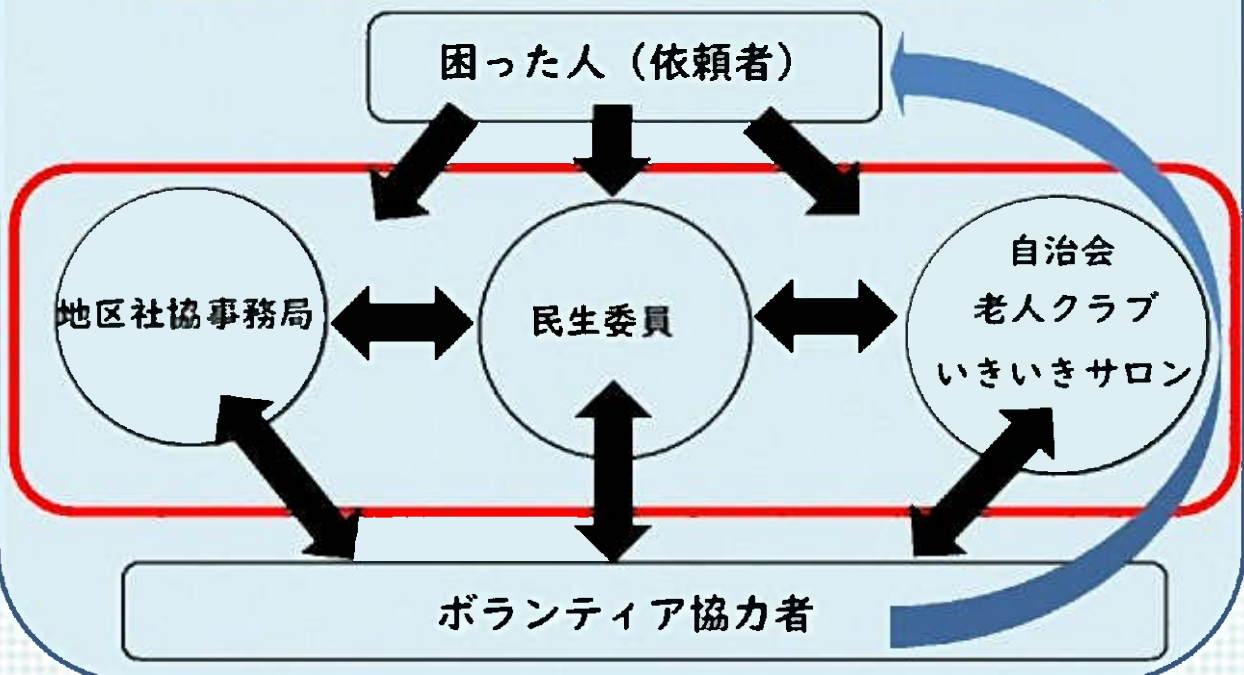 困った人（依頼者）
地区社協事務局
民生委員
自治会
老人クラブ
いきいきサロン
ボランティア協力者